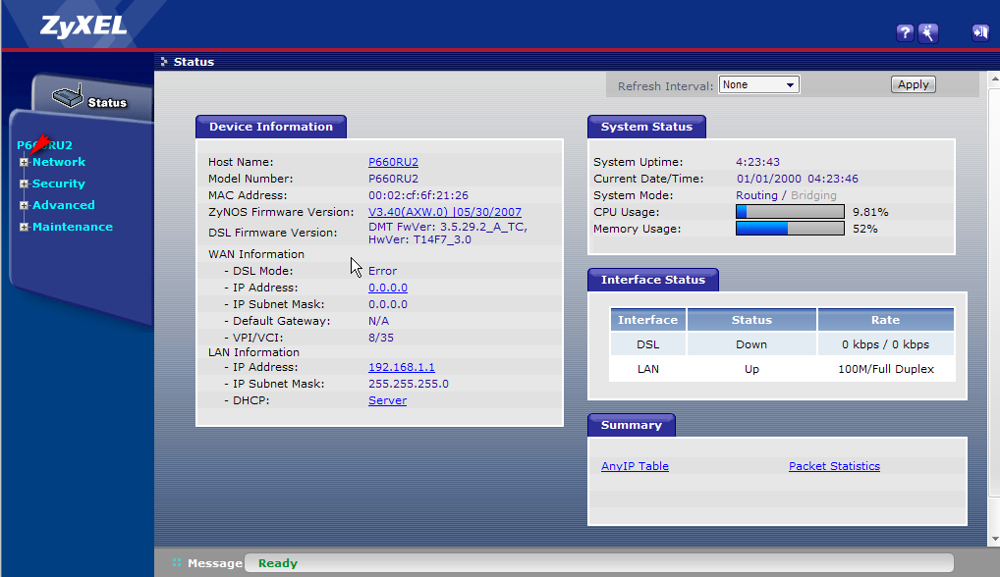 ZyXEL
?
Status
Refresh Interval: None Apply
Status
P660RU2
Network
Security
Advanced
Maintenance
Device Information
Host Name: P660RU2
Model Number: P660RU2
MAC Address: 00:02:cf:6f:21:26
ZyNOS Firmware Version: V3.40(AXW.0) |05/30/2007
DSL Firmware Version: DMT FwVer: 3.5.29.2_A_TC,
HwVer: T14F7_3.0
WAN Information
- DSL Mode: Error
- IP Address: 0.0.0.0
- IP Subnet Mask: 0.0.0.0
- Default Gateway: N/A
- VPI/VCI: 8/35
LAN Information
- IP Address: 192.168.1.1
- IP Subnet Mask: 255.255.255.0
- DHCP: Server
System Status
System Uptime: 4:23:43
Current Date/Time: 01/01/2000 04:23:46
System Mode: Routing / Bridging
CPU Usage: 9.81%
Memory Usage: 52%
Interface Status
Interface Status Rate
DSL Down 0 kbps / 0 kbps
LAN Up 100M/Full Duplex
Summary
AnyIP Table Packet Statistics
Message Ready